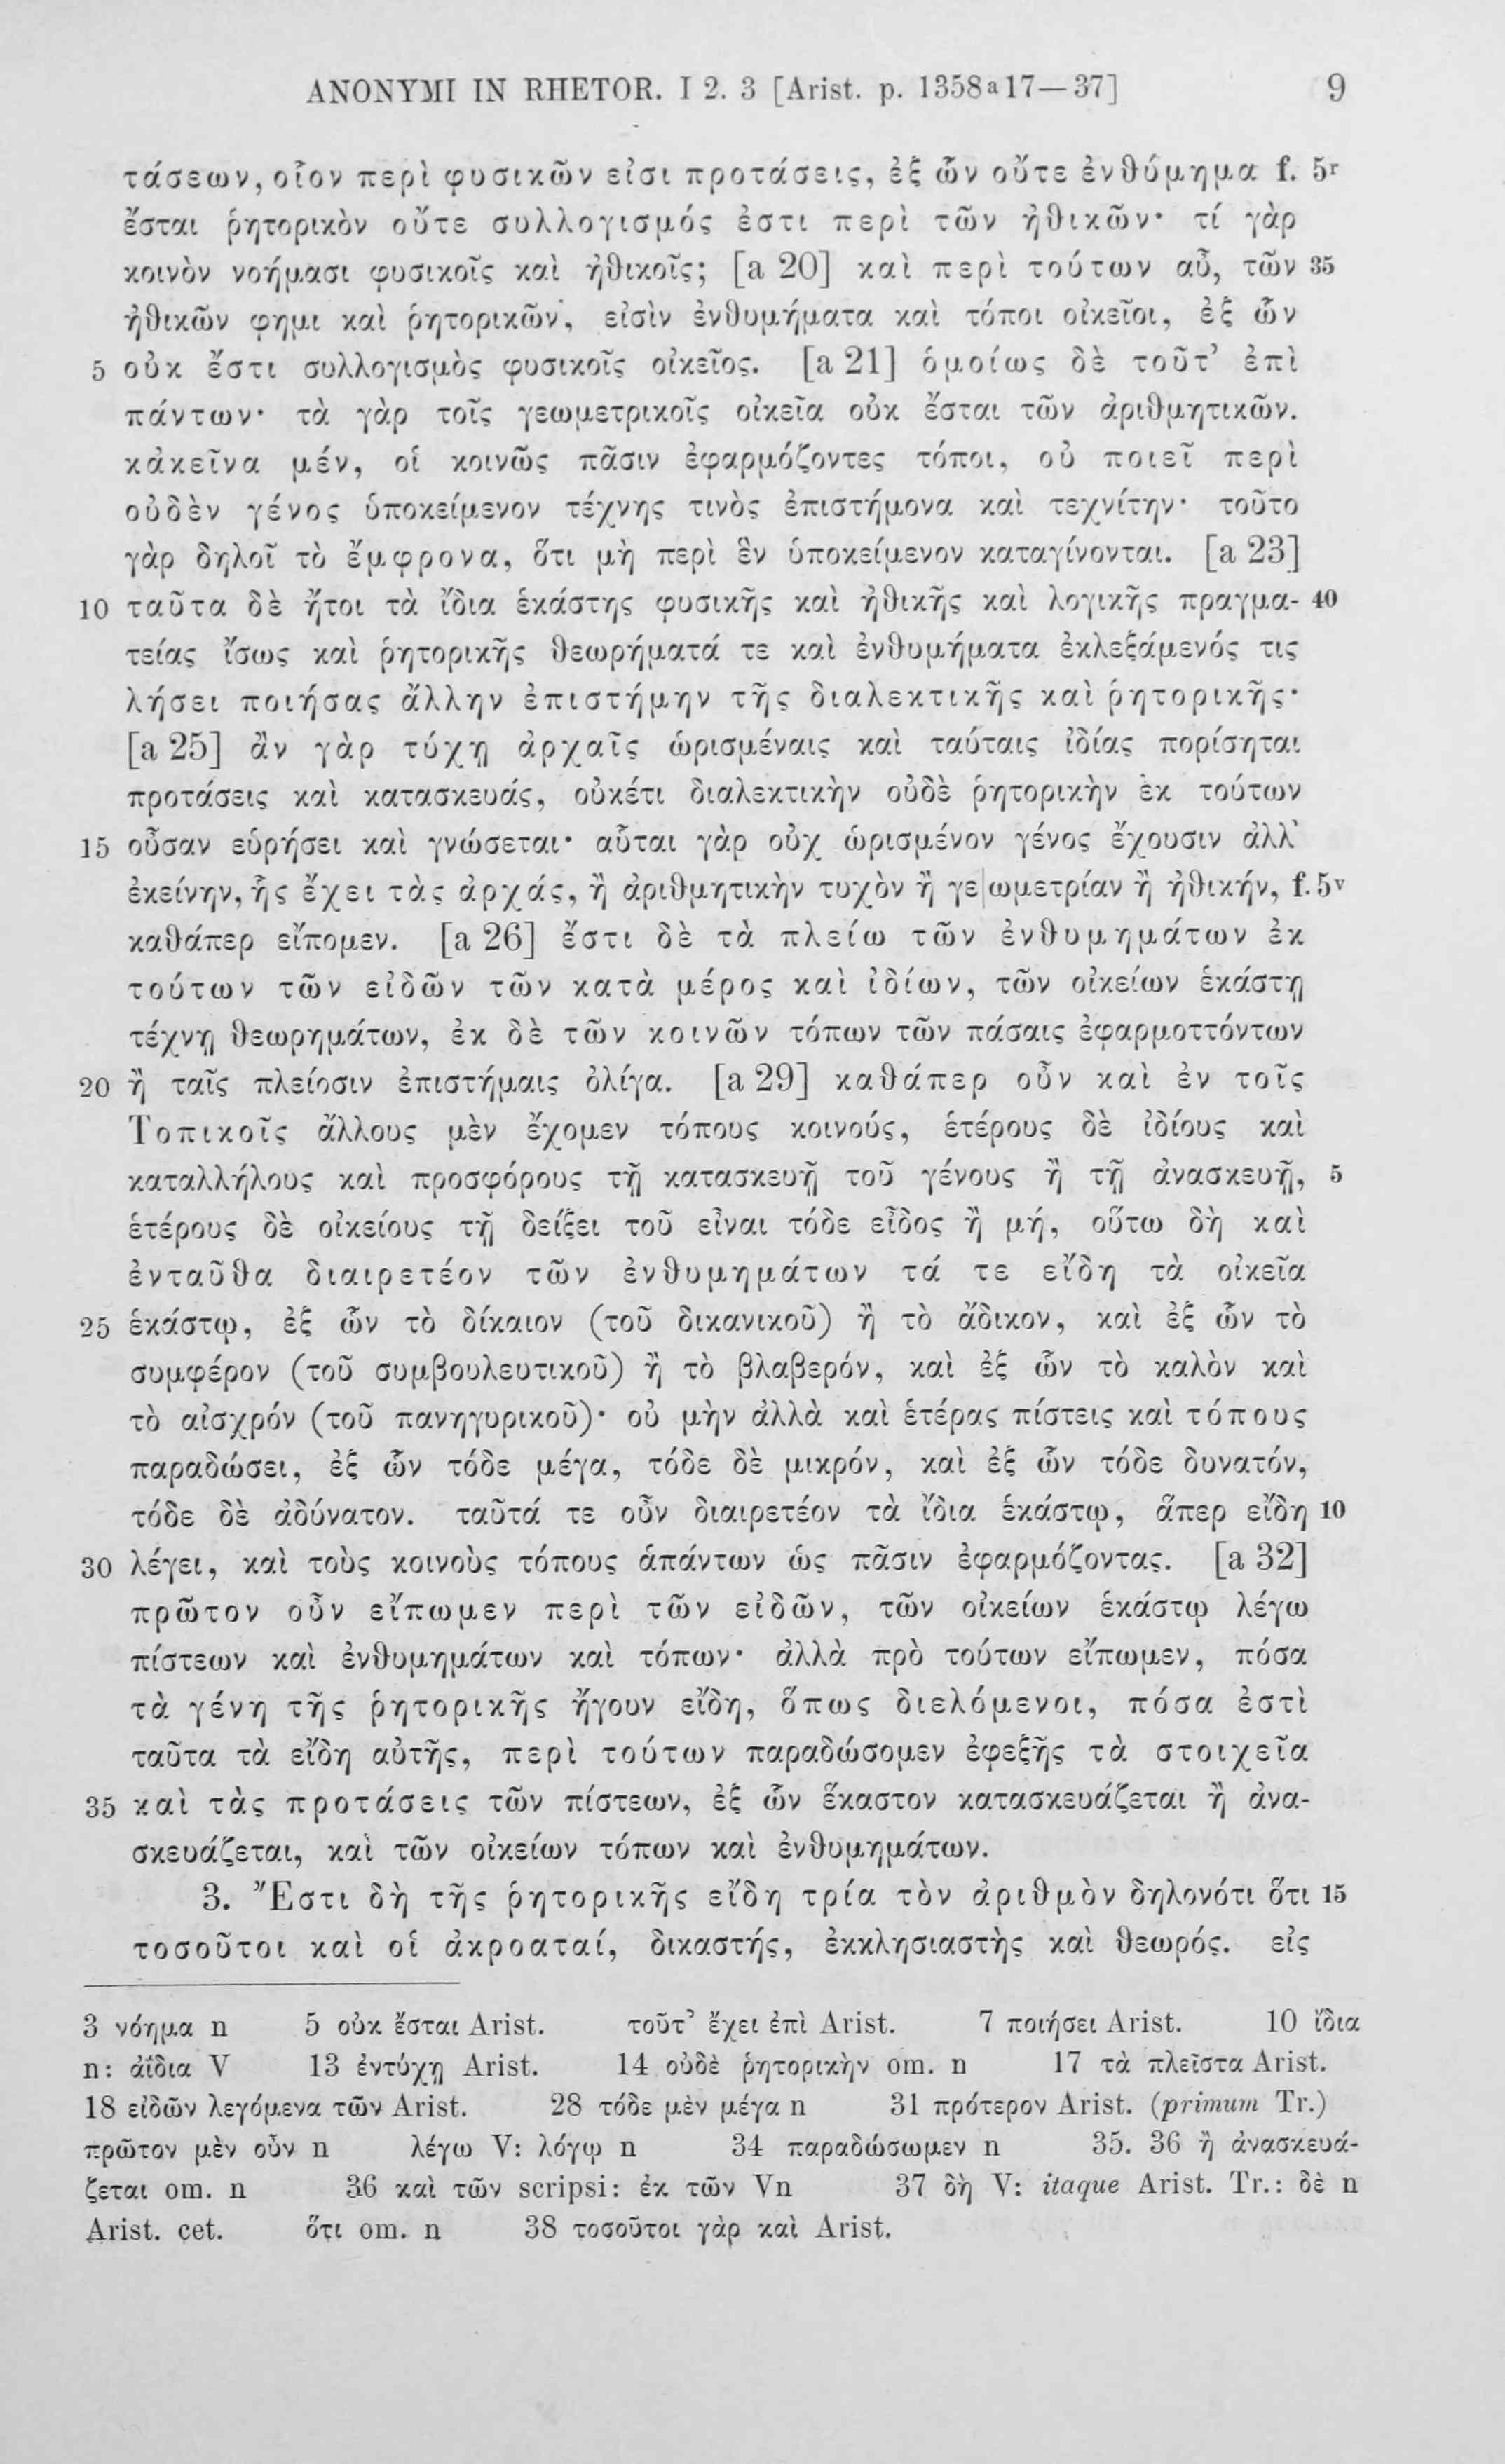 ANONYMI IN RHETOR. I 2. 3 [Arist. p. 1358a17—37] 9
τάσεων, οἷον περὶ φυσικῶν εἰσι προτάσεις, ἐξ ὧν οὔτε ἐνθύμημα f. 5r
ἔσται ῥητορικὸν οὔτε συλλογισμός ἐστι περὶ τῶν ἠθικῶν· τί γὰρ
κοινὸν νοήμασι φυσικοῖς καὶ ἠθικοῖς; [a 20] καὶ περὶ τούτων αὖ, τῶν 35
ἠθικῶν φημι καὶ ῥητορικῶν, εἰσὶν ἐνθυμήματα καὶ τόποι οἰκεῖοι, ἐξ ὧν
5 οὐκ ἔστι συλλογισμὸς φυσικοῖς οἰκεῖος. [a 21] ὁμοίως δὲ τοῦτ’ ἐπὶ
πάντων· τὰ γὰρ τοῖς γεωμετρικοῖς οἰκεῖα οὐκ ἔσται τῶν ἀριθμητικῶν.
κἀκεῖνα μέν, οἱ κοινῶς πᾶσιν ἐφαρμόζοντες τόποι, οὐ ποιεῖ περὶ
οὐδὲν γένος ὑποκείμενον τέχνης τινὸς ἐπιστήμονα καὶ τεχνίτην· τοῦτο
γὰρ δηλοῖ τὸ ἔμφρονα, ὅτι μὴ περὶ ἓν ὑποκείμενον καταγίνονται. [a 23]
10 ταῦτα δὲ ἤτοι τὰ ἴδια ἑκάστης φυσικῆς καὶ ἠθικῆς καὶ λογικῆς πραγμα- 40
τείας ἴσως καὶ ῥητορικῆς θεωρήματά τε καὶ ἐνθυμήματα ἐκλεξάμενός τις
λήσει ποιήσας ἄλλην ἐπιστήμην τῆς διαλεκτικῆς καὶ ῥητορικῆς·
[a 25] ἂν γὰρ τύχῃ ἀρχαῖς ὡρισμέναις καὶ ταύταις ἰδίας πορίσηται
προτάσεις καὶ κατασκευάς, οὐκέτι διαλεκτικὴν οὐδὲ ῥητορικὴν ἐκ τούτων
15 οὖσαν εὑρήσει καὶ γνώσεται· αὗται γὰρ οὐχ ὡρισμένον γένος ἔχουσιν ἀλλ’
ἐκείνην, ἧς ἔχει τὰς ἀρχάς, ἢ ἀριθμητικὴν τυχὸν ἢ γε|ωμετρίαν ἢ ἠθικήν, f. 5v
καθάπερ εἴπομεν. [a 26] ἔστι δὲ τὰ πλείω τῶν ἐνθυμημάτων ἐκ
τούτων τῶν εἰδῶν τῶν κατὰ μέρος καὶ ἰδίων, τῶν οἰκείων ἑκάστῃ
τέχνῃ θεωρημάτων, ἐκ δὲ τῶν κοινῶν τόπων τῶν πάσαις ἐφαρμοττόντων
20 ἢ ταῖς πλείοσιν ἐπιστήμαις ὀλίγα. [a 29] καθάπερ οὖν καὶ ἐν τοῖς
Τοπικοῖς ἄλλους μὲν ἔχομεν τόπους κοινούς, ἑτέρους δὲ ἰδίους καὶ
καταλλήλους καὶ προσφόρους τῇ κατασκευῇ τοῦ γένους ἢ τῇ ἀνασκευῇ, 5
ἑτέρους δὲ οἰκείους τῇ δείξει τοῦ εἶναι τόδε εἶδος ἢ μή, οὕτω δὴ καὶ
ἐνταῦθα διαιρετέον τῶν ἐνθυμημάτων τά τε εἴδη τὰ οἰκεῖα
25 ἑκάστῳ, ἐξ ὧν τὸ δίκαιον (τοῦ δικανικοῦ) ἢ τὸ ἄδικον, καὶ ἐξ ὧν τὸ
συμφέρον (τοῦ συμβουλευτικοῦ) ἢ τὸ βλαβερόν, καὶ ἐξ ὧν τὸ καλὸν καὶ
τὸ αἰσχρόν (τοῦ πανηγυρικοῦ)· οὐ μὴν ἀλλὰ καὶ ἑτέρας πίστεις καὶ τόπους
παραδώσει, ἐξ ὧν τόδε μέγα, τόδε δὲ μικρόν, καὶ ἐξ ὧν τόδε δυνατόν,
τόδε δὲ ἀδύνατον. ταῦτά τε οὖν διαιρετέον τὰ ἴδια ἑκάστῳ, ἅπερ εἴδη 10
30 λέγει, καὶ τοὺς κοινοὺς τόπους ἁπάντων ὡς πᾶσιν ἐφαρμόζοντας. [a 32]
πρῶτον οὖν εἴπωμεν περὶ τῶν εἰδῶν, τῶν οἰκείων ἑκάστῳ λέγω
πίστεων καὶ ἐνθυμημάτων καὶ τόπων· ἀλλὰ πρὸ τούτων εἴπωμεν, πόσα
τὰ γένη τῆς ῥητορικῆς ἤγουν εἴδη, ὅπως διελόμενοι, πόσα ἐστὶ
ταῦτα τὰ εἴδη αὐτῆς, περὶ τούτων παραδώσομεν ἐφεξῆς τὰ στοιχεῖα
35 καὶ τὰς προτάσεις τῶν πίστεων, ἐξ ὧν ἕκαστον κατασκευάζεται ἢ ἀνα-
σκευάζεται, καὶ τῶν οἰκείων τόπων καὶ ἐνθυμημάτων.
3. Ἔστι δὴ τῆς ῥητορικῆς εἴδη τρία τὸν ἀριθμὸν δηλονότι ὅτι 15
τοσοῦτοι καὶ οἱ ἀκροαταί, δικαστής, ἐκκλησιαστὴς καὶ θεωρός. εἰς
3 νόημα n 5 οὐκ ἔσται Arist. τοῦτ’ ἔχει ἐπὶ Arist. 7 ποιήσει Arist. 10 ἴδια
n: ἀΐδια V 13 ἐντύχῃ Arist. 14 οὐδὲ ῥητορικὴν om. n 17 τὰ πλεῖστα Arist.
18 εἰδῶν λεγόμενα τῶν Arist. 28 τόδε μὲν μέγα n 31 πρότερον Arist. (primum Tr.)
πρῶτον μὲν οὖν n λέγω V: λόγῳ n 34 παραδώσωμεν n 35. 36 ἢ ἀνασκευά-
ζεται om. n 36 καὶ τῶν scripsi: ἐκ τῶν Vn 37 δὴ V: itaque Arist. Tr.: δὲ n
Arist. cet. ὅτι om. n 38 τοσοῦτοι γὰρ καὶ Arist.